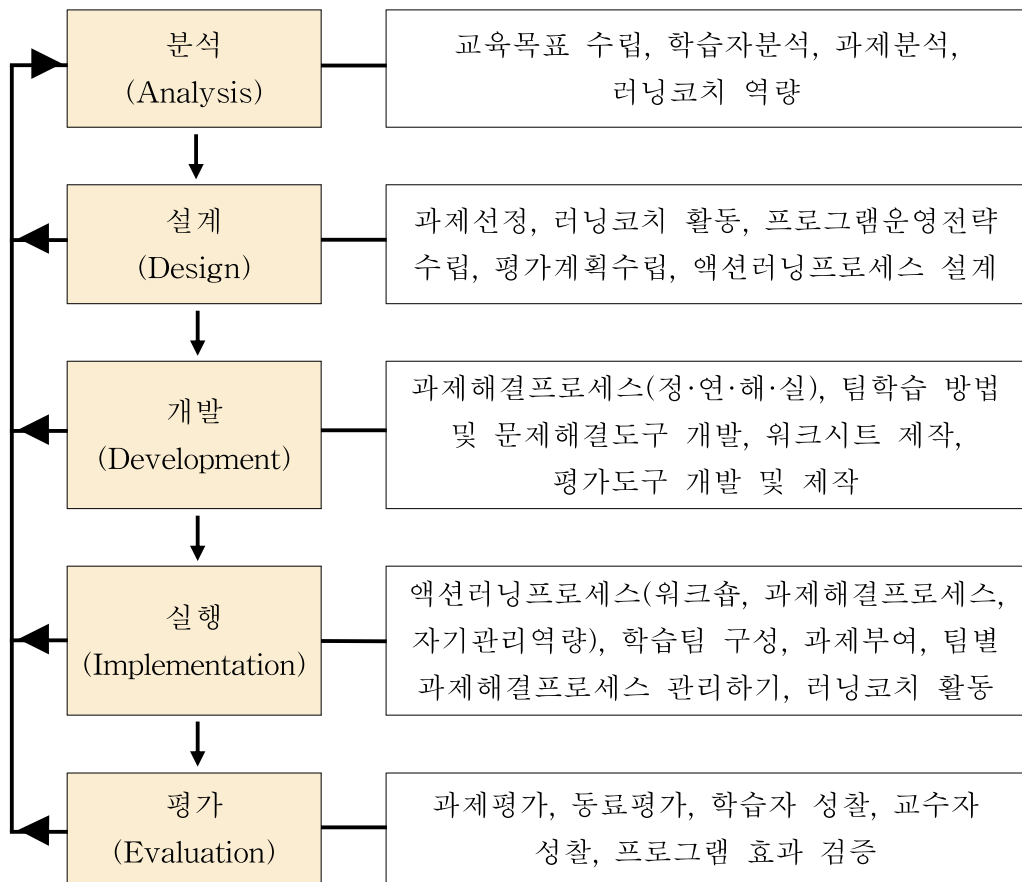 분석
(Analysis)
교육목표 수립, 학습자분석, 과제분석,
러닝코치 역량
설계
(Design)
과제선정, 러닝코치 활동, 프로그램운영전략
수립, 평가계획수립, 액션러닝프로세스 설계
개발
(Development)
과제해결프로세스(정·연·해·실), 팀학습 방법
및 문제해결도구 개발, 워크시트 제작,
평가도구 개발 및 제작
실행
(Implementation)
액션러닝프로세스(워크숍, 과제해결프로세스,
자기관리역량), 학습팀 구성, 과제부여, 팀별
과제해결프로세스 관리하기, 러닝코치 활동
평가
(Evaluation)
과제평가, 동료평가, 학습자 성찰, 교수자
성찰, 프로그램 효과 검증